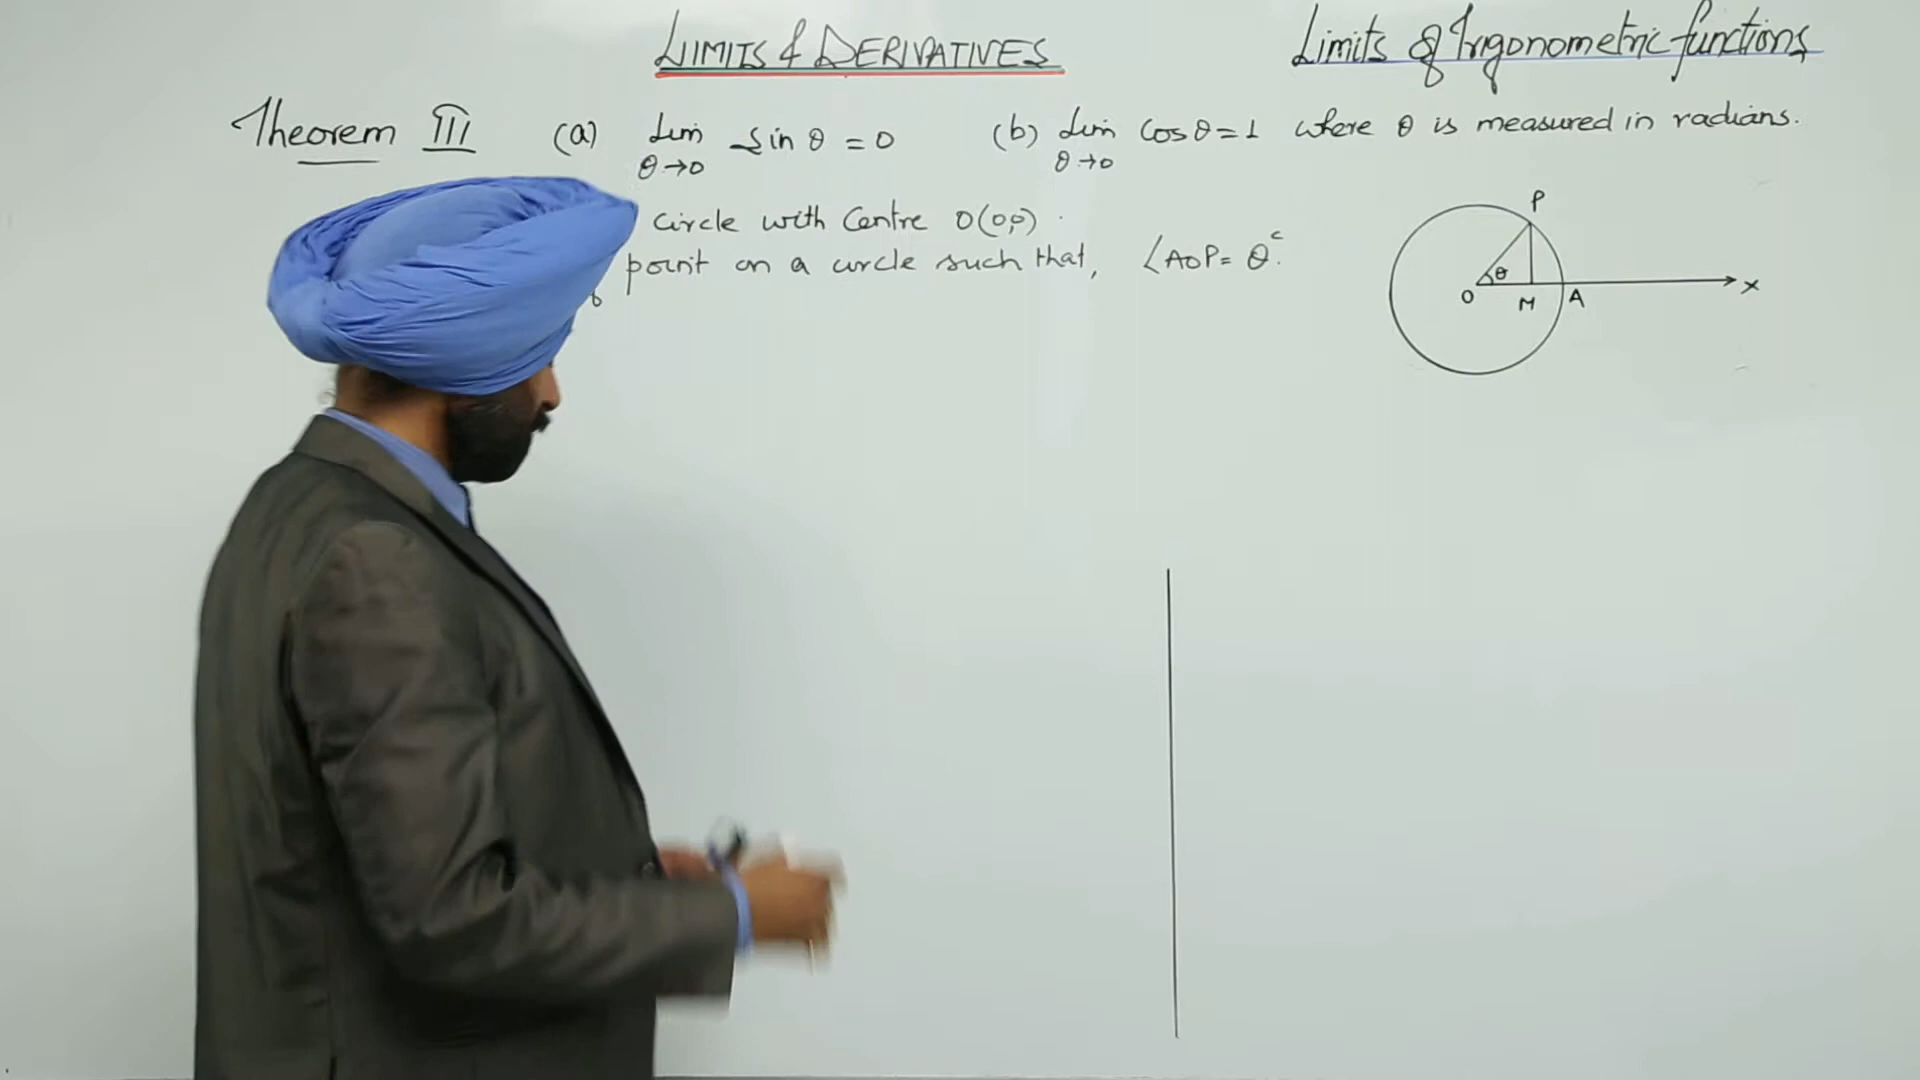 LIIMITS & DERIVATIVES
Limits of Trigonometric functions
Theorem III (a) Lim θ→0 Sin θ = 0 (b) Lim θ→0 Cos θ = 1 where θ is measured in radians.
circle with Centre O(0,0).
point on a circle such that, ∠AOP = θᶜ.
P
θ
O M A X